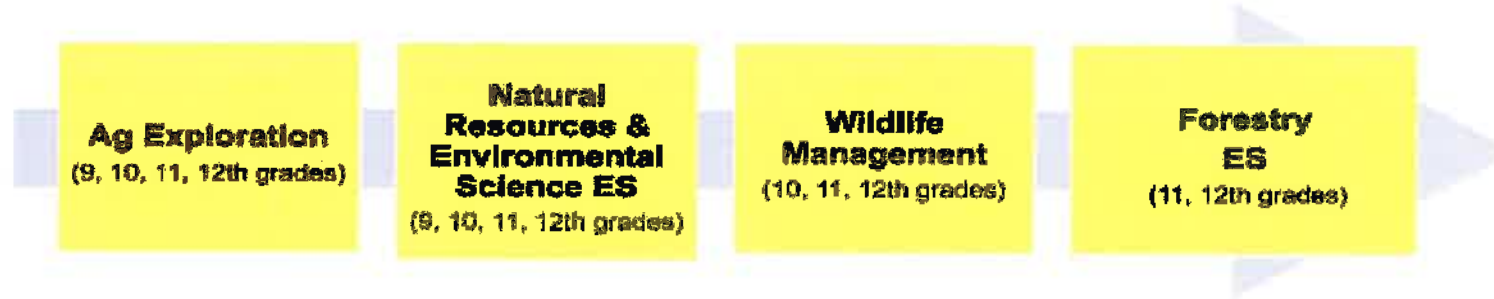 Ag Exploration
(9, 10, 11, 12th grades)
Natural
Resources &
Environmental
Science ES
(9, 10, 11, 12th grades)
Wildlife
Management
(10, 11, 12th grades)
Forestry
ES
(11, 12th grades)